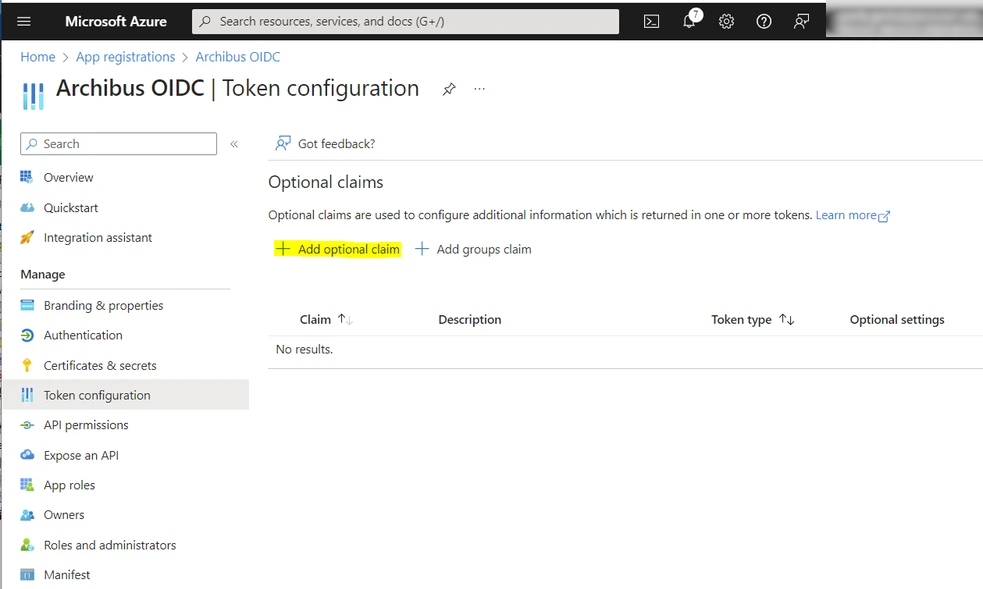 Microsoft Azure
Search resources, services, and docs (G+/)
7
Home > App registrations > Archibus OIDC
Archibus OIDC | Token configuration
Search
«
Got feedback?
Overview
Quickstart
Integration assistant
Manage
Branding & properties
Authentication
Certificates & secrets
Token configuration
API permissions
Expose an API
App roles
Owners
Roles and administrators
Manifest
Optional claims
Optional claims are used to configure additional information which is returned in one or more tokens. Learn more
+ Add optional claim + Add groups claim
Claim ↑↓ Description Token type ↑↓ Optional settings
No results.